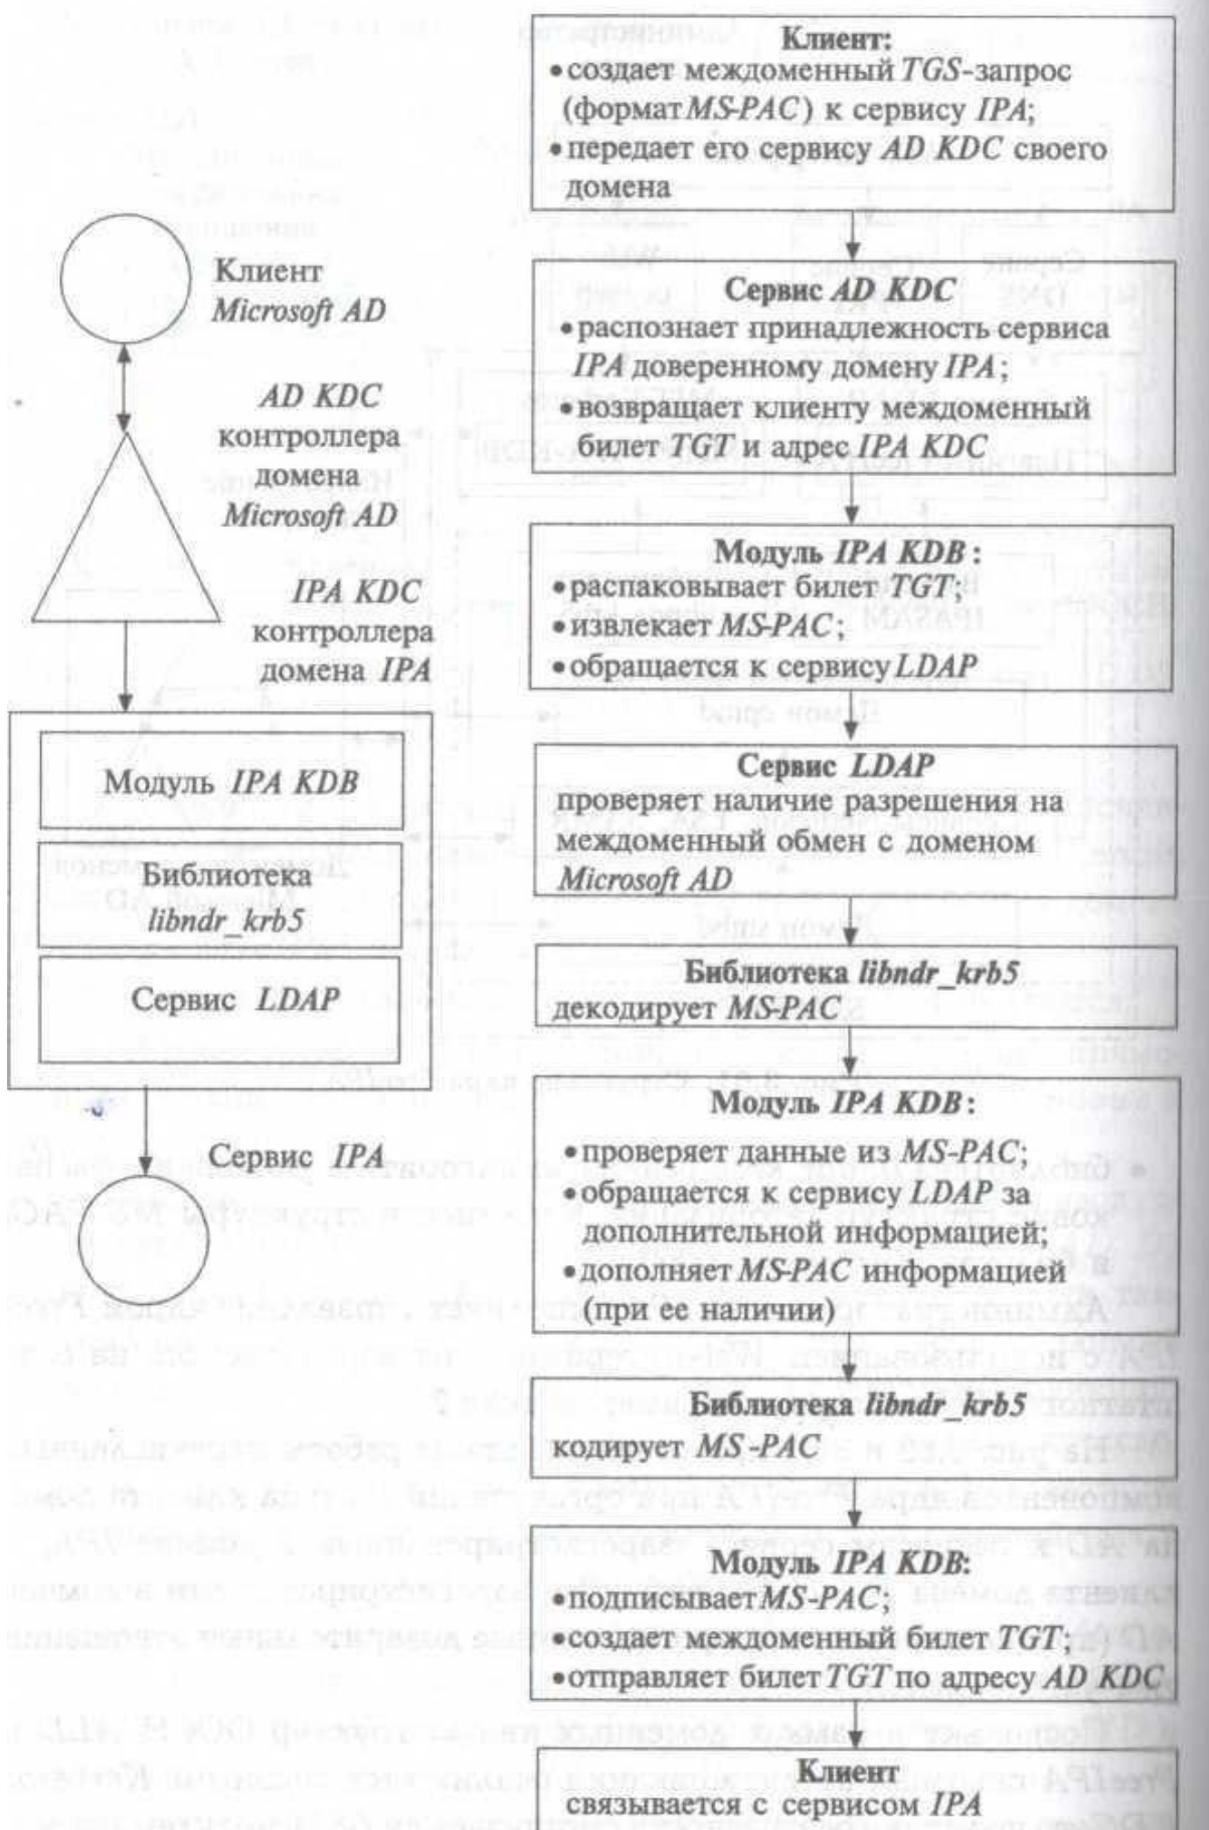 Клиент
Microsoft AD
AD KDC
контроллера
домена
Microsoft AD
IPA KDC
контроллера
домена IPA
Модуль IPA KDB
Библиотека
libndr_krb5
Сервис LDAP
Сервис IPA
Клиент:
• создает междоменный TGS-запрос
(формат MS-PAC) к сервису IPA;
• передает его сервису AD KDC своего
домена
Сервис AD KDC
• распознает принадлежность сервиса
IPA доверенному домену IPA;
• возвращает клиенту междоменный
билет TGT и адрес IPA KDC
Модуль IPA KDB:
• распаковывает билет TGT;
• извлекает MS-PAC;
• обращается к сервису LDAP
Сервис LDAP
проверяет наличие разрешения на
междоменный обмен с доменом
Microsoft AD
Библиотека libndr_krb5
декодирует MS-PAC
Модуль IPA KDB:
• проверяет данные из MS-PAC;
• обращается к сервису LDAP за
дополнительной информацией;
• дополняет MS-PAC информацией
(при ее наличии)
Библиотека libndr_krb5
кодирует MS-PAC
Модуль IPA KDB:
• подписывает MS-PAC;
• создает междоменный билет TGT;
• отправляет билет TGT по адресу AD KDC
Клиент
связывается с сервисом IPA